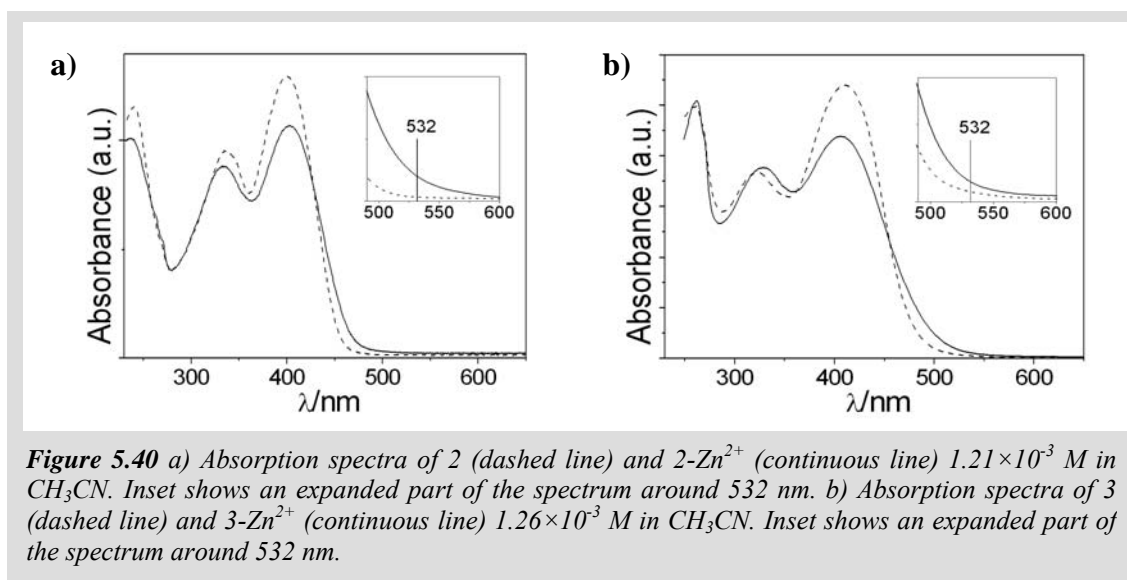 a)
Absorbance (a.u.)
532
500 550 600
300 400 500 600
λ/nm
b)
Absorbance (a.u.)
532
500 550 600
300 400 500 600
λ/nm
Figure 5.40 a) Absorption spectra of 2 (dashed line) and 2-Zn²⁺ (continuous line) 1.21×10⁻³ M in
CH₃CN. Inset shows an expanded part of the spectrum around 532 nm. b) Absorption spectra of 3
(dashed line) and 3-Zn²⁺ (continuous line) 1.26×10⁻³ M in CH₃CN. Inset shows an expanded part of
the spectrum around 532 nm.